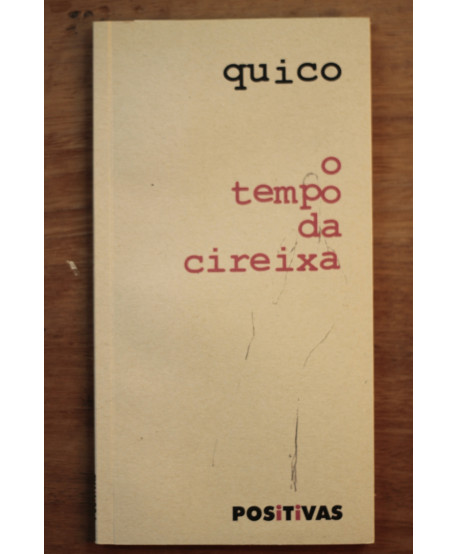 quico
o
tempo
da
cireixa
POSiTiVAS